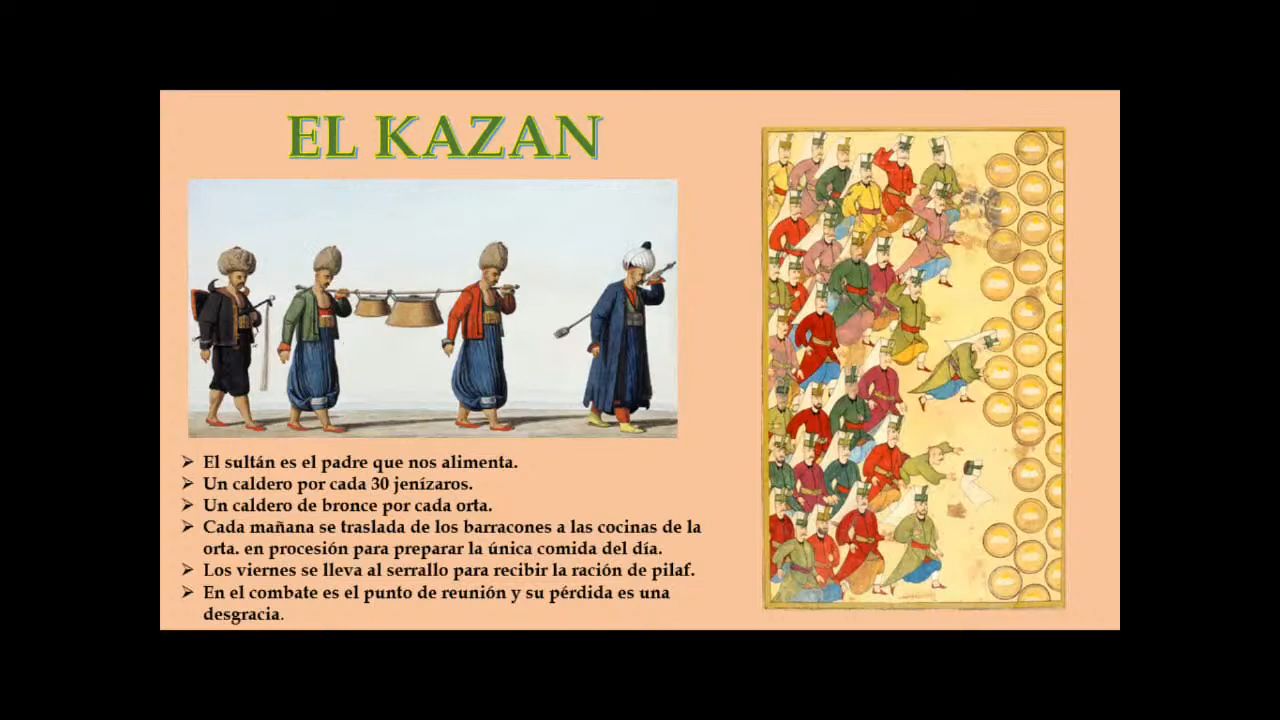 EL KAZAN
➢ El sultán es el padre que nos alimenta.
➢ Un caldero por cada 30 jenízaros.
➢ Un caldero de bronce por cada orta.
➢ Cada mañana se traslada de los barracones a las cocinas de la
orta. en procesión para preparar la única comida del día.
➢ Los viernes se lleva al serrallo para recibir la ración de pilaf.
➢ En el combate es el punto de reunión y su pérdida es una
desgracia.